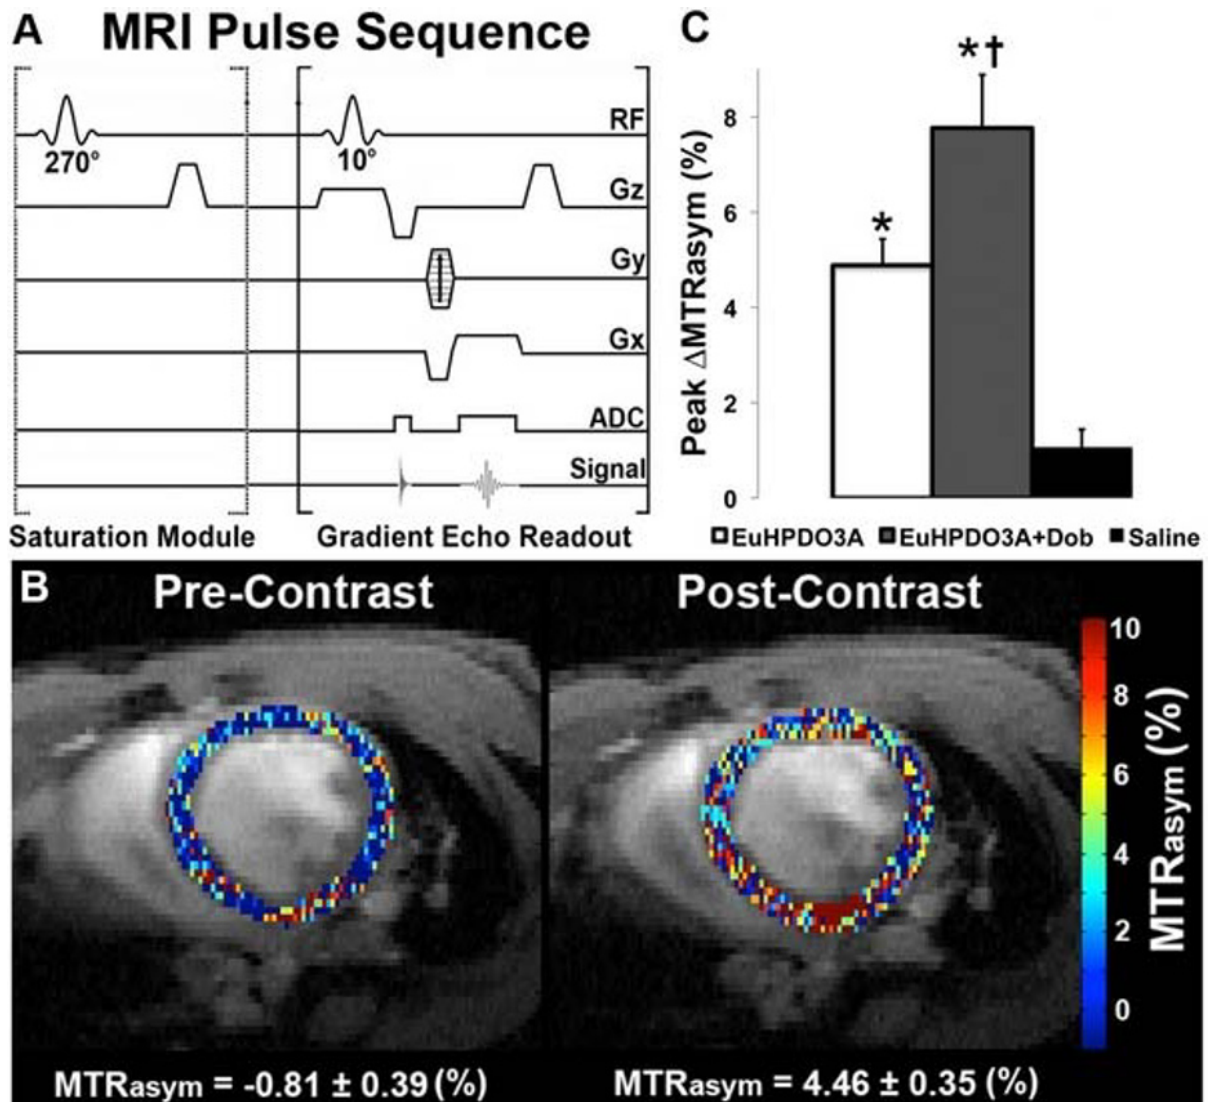 A MRI Pulse Sequence
RF
270°
10°
Gz
Gy
Gx
ADC
Signal
Saturation Module
Gradient Echo Readout
C
Peak ΔMTRasym (%)
8
6
4
2
0
*
*†
EuHPDO3A EuHPDO3A+Dob Saline
B Pre-Contrast
Post-Contrast
10
8
6
4
2
0
MTRasym (%)
MTRasym = -0.81 ± 0.39 (%)
MTRasym = 4.46 ± 0.35 (%)